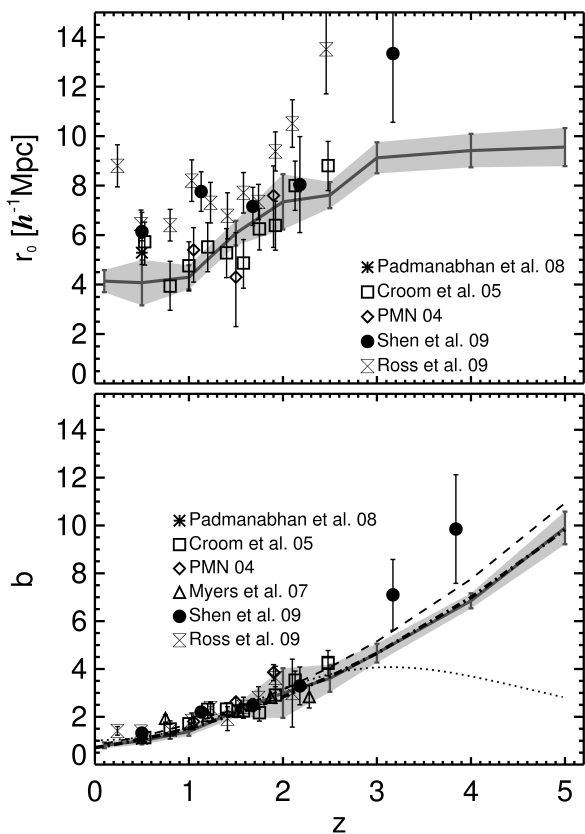 14
12
10
8
6
4
2
0
r₀ [h⁻¹Mpc]
Padmanabhan et al. 08
Croom et al. 05
PMN 04
Shen et al. 09
Ross et al. 09
14
12
10
8
6
4
2
0
b
Padmanabhan et al. 08
Croom et al. 05
PMN 04
Myers et al. 07
Shen et al. 09
Ross et al. 09
0 1 2 3 4 5
z